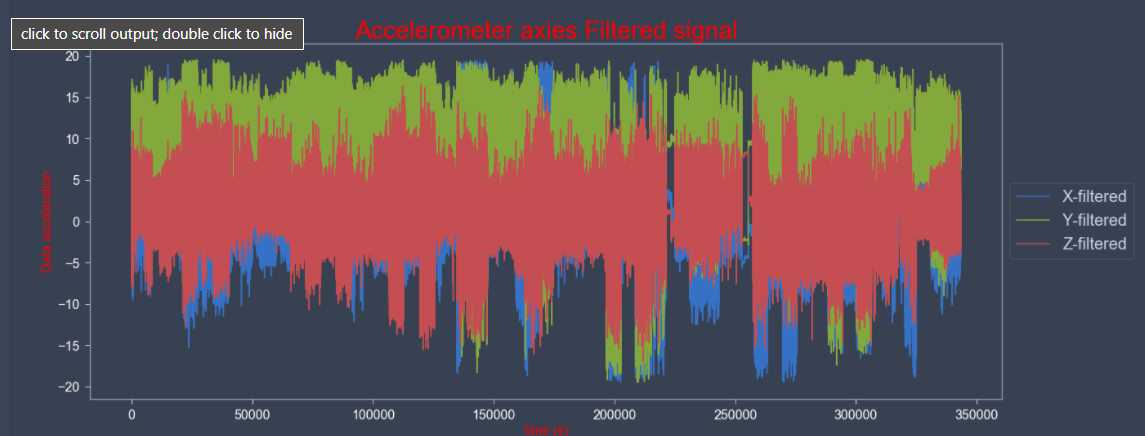 Accelerometer axies Filtered signal
click to scroll output; double click to hide
20
15
10
5
0
−5
−10
−15
−20
Data acceleration
0
50000
100000
150000
200000
250000
300000
350000
time (s)
X-filtered
Y-filtered
Z-filtered